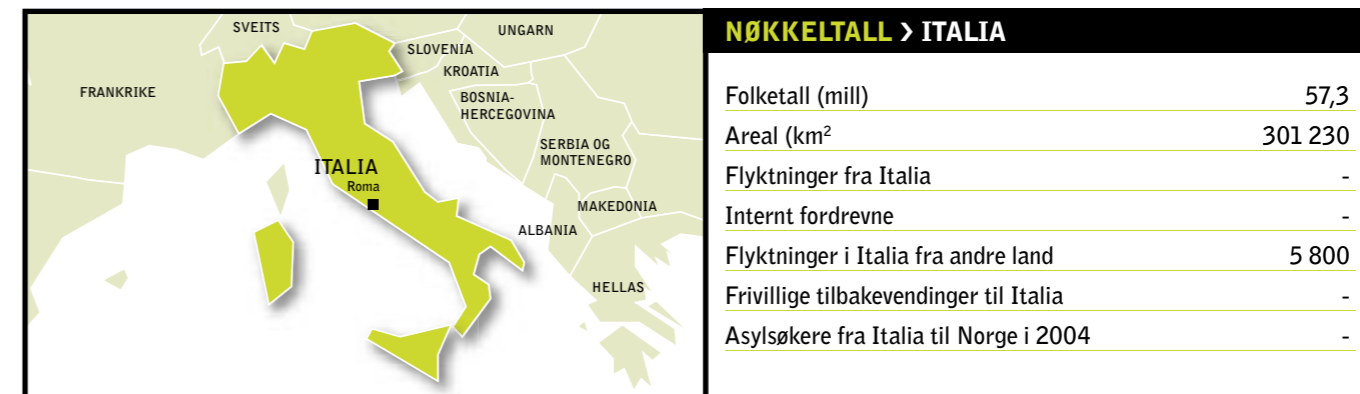 SVEITS
UNGARN
SLOVENIA
KROATIA
FRANKRIKE
BOSNIA-
HERCEGOVINA
SERBIA OG
MONTENEGRO
ITALIA
Roma
MAKEDONIA
ALBANIA
HELLAS
NØKKELTALL > ITALIA
Folketall (mill) 57,3
Areal (km² 301 230
Flyktninger fra Italia -
Internt fordrevne -
Flyktninger i Italia fra andre land 5 800
Frivillige tilbakevendinger til Italia -
Asylsøkere fra Italia til Norge i 2004 -